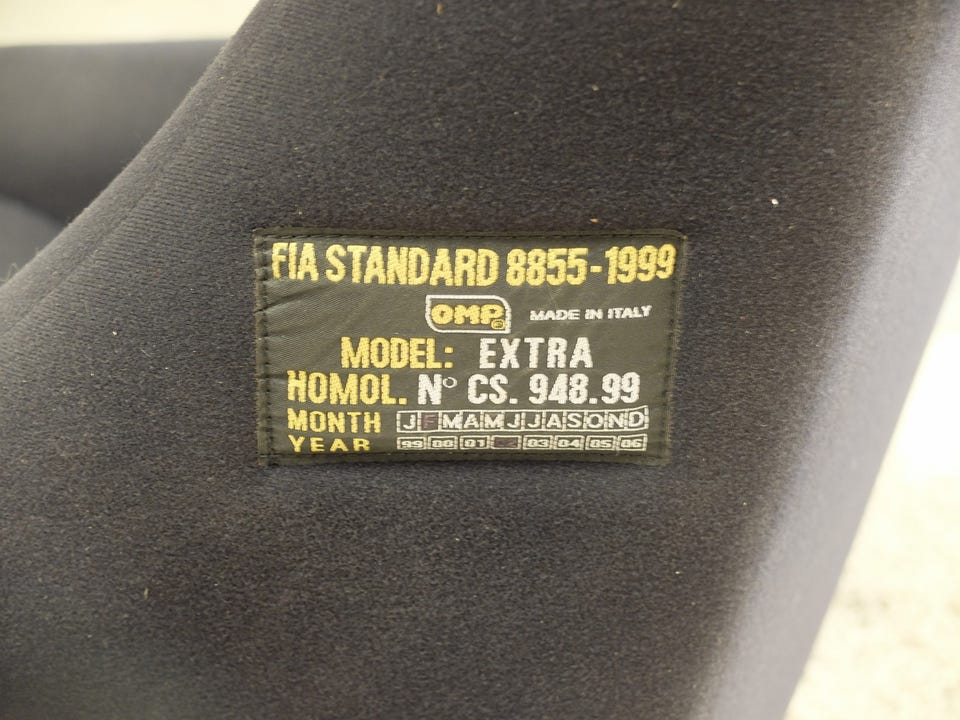 FIA STANDARD 8855-1999
OMP MADE IN ITALY
MODEL: EXTRA
HOMOL. N° CS. 948.99
MONTH J F M A M J J A S O N D
YEAR 99 00 01 03 04 05 06